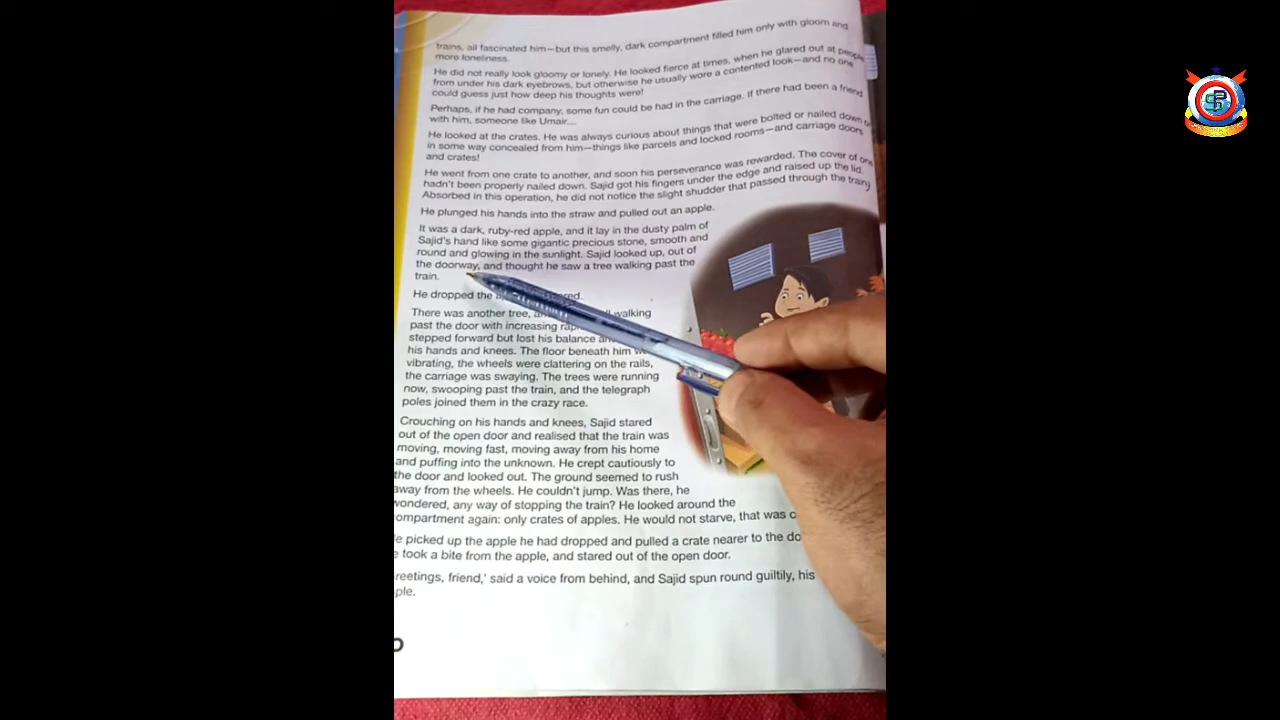 trains, all fascinated him—but this smelly, dark compartment filled him only with gloom and
more loneliness.
He did not really look gloomy or lonely. He looked fierce at times, when he glared out at people
from under his dark eyebrows, but otherwise he usually wore a contented look—and no one
could guess just how deep his thoughts were!
Perhaps, if he had company, some fun could be had in the carriage. If there had been a friend
with him, someone like Umair....
He looked at the crates. He was always curious about things that were bolted or nailed down or
in some way concealed from him—things like parcels and locked rooms—and carriage doors
and crates!
He went from one crate to another, and soon his perseverance was rewarded. The cover of one
hadn't been properly nailed down. Sajid got his fingers under the edge and raised up the lid.
Absorbed in this operation, he did not notice the slight shudder that passed through the train)
He plunged his hands into the straw and pulled out an apple.
It was a dark, ruby-red apple, and it lay in the dusty palm of
Sajid's hand like some gigantic precious stone, smooth and
round and glowing in the sunlight. Sajid looked up, out of
the doorway, and thought he saw a tree walking past the
train.
He dropped the
There was another tree, walking
past the door with increasing
stepped forward but lost his balance
his hands and knees. The floor beneath him
vibrating, the wheels were clattering on the rails,
the carriage was swaying. The trees were running
now, swooping past the train, and the telegraph
poles joined them in the crazy race.
Crouching on his hands and knees, Sajid stared
out of the open door and realised that the train was
moving, moving fast, moving away from his home
and puffing into the unknown. He crept cautiously to
the door and looked out. The ground seemed to rush
away from the wheels. He couldn't jump. Was there, he
wondered, any way of stopping the train? He looked around the
ompartment again: only crates of apples. He would not starve, that was
e picked up the apple he had dropped and pulled a crate nearer to the do
e took a bite from the apple, and stared out of the open door.
reetings, friend,' said a voice from behind, and Sajid spun round guiltily, his
ple.